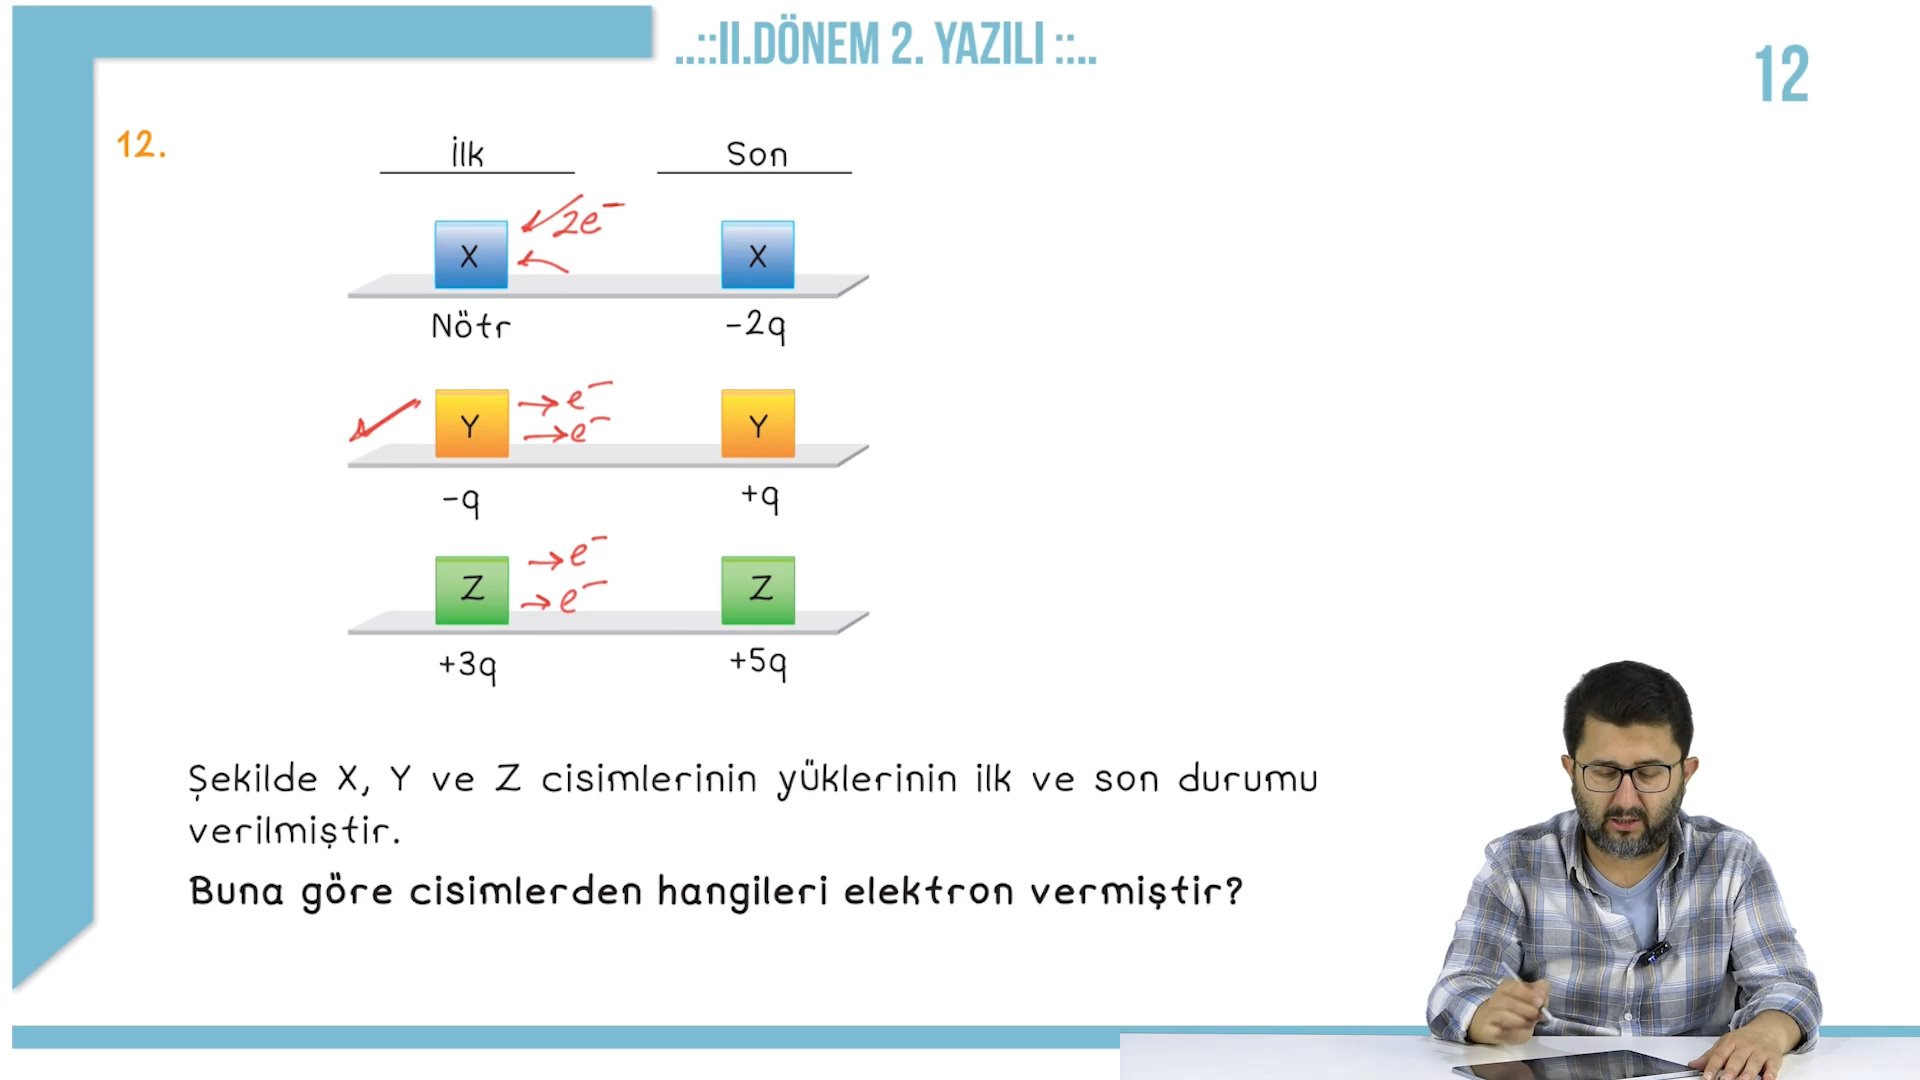 ..::II.DÖNEM 2. YAZILI ::..
12
12.
İlk Son
X 2e⁻ X
Nötr -2q
Y → e⁻ Y
→ e⁻
-q +q
Z → e⁻ Z
→ e⁻
+3q +5q
Şekilde X, Y ve Z cisimlerinin yüklerinin ilk ve son durumu
verilmiştir.
Buna göre cisimlerden hangileri elektron vermiştir?